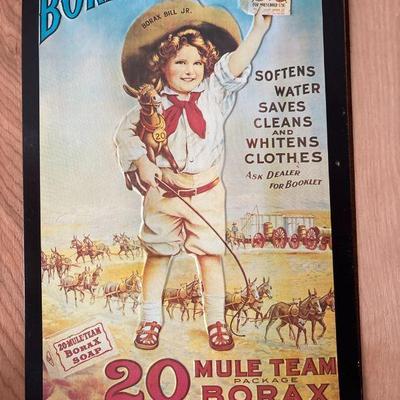 BORAX BILL JR.
SOFTENS
WATER
SAVES
CLEANS
AND
WHITENS
CLOTHES
ASK DEALER
FOR BOOKLET
20
20 MULE TEAM
BORAX
SOAP
20 MULE TEAM
PACKAGE
BORAX